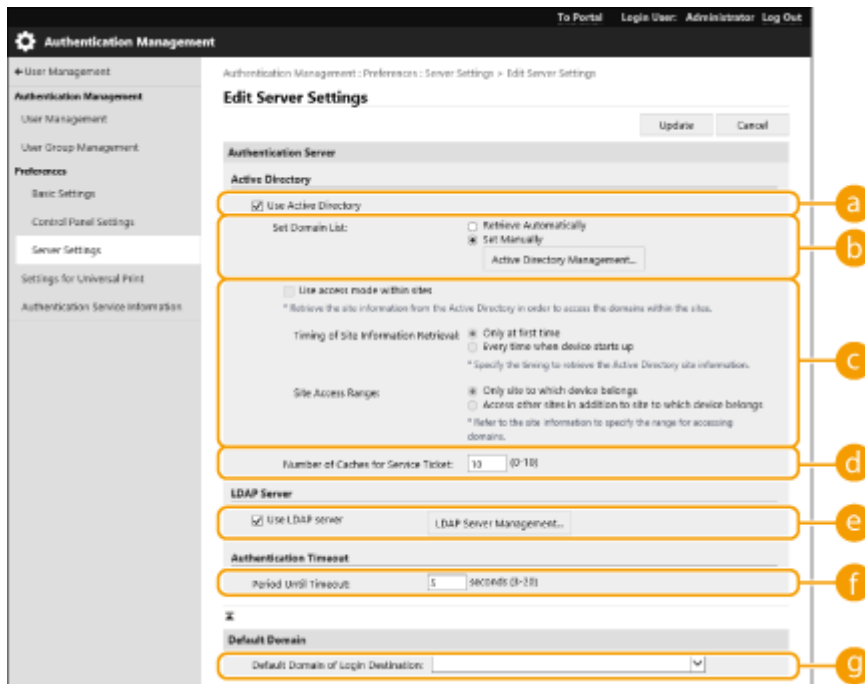 To Portal Login User: Administrator Log Out
Authentication Management
User Management
Authentication Management : Preferences : Server Settings > Edit Server Settings
Authentication Management
User Management
User Group Management
Preferences
Basic Settings
Control Panel Settings
Server Settings
Settings for Universal Print
Authentication Service Information
Edit Server Settings
Update Cancel
Authentication Server
Active Directory
Use Active Directory
a
Set Domain List:
Retrieve Automatically
Set Manually
Active Directory Management...
b
Use access mode within sites
* Retrieve the site information from the Active Directory in order to access the domains within the sites.
Timing of Site Information Retrieval:
Only at first time
Every time when device starts up
* Specify the timing to retrieve the Active Directory site information.
Site Access Range:
Only site to which device belongs
Access other sites in addition to site to which device belongs
* Refer to the site information to specify the range for accessing
domains.
c
Number of Caches for Service Ticket: 10 (0-10)
d
LDAP Server
Use LDAP server LDAP Server Management...
e
Authentication Timeout
Period Until Timeout: 5 seconds (3-20)
f
Default Domain
Default Domain of Login Destination:
g